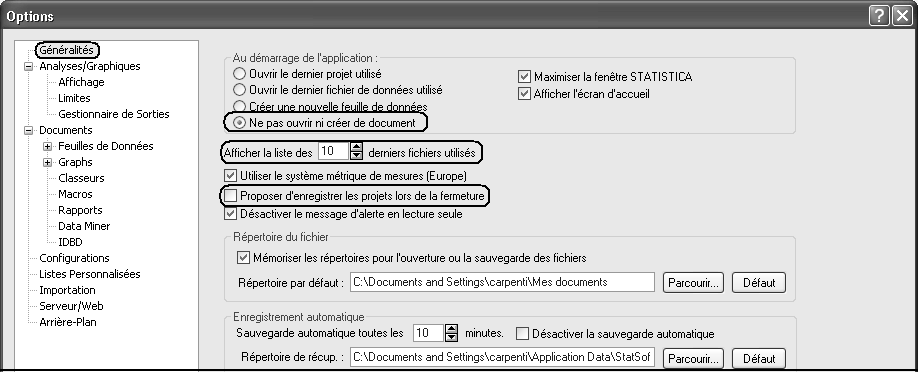 Options
Généralités
Analyses/Graphiques
Affichage
Limites
Gestionnaire de Sorties
Documents
Feuilles de Données
Graphs
Classeurs
Macros
Rapports
Data Miner
IDBD
Configurations
Listes Personnalisées
Importation
Serveur/Web
Arrière-Plan
Au démarrage de l'application :
Ouvrir le dernier projet utilisé
Ouvrir le dernier fichier de données utilisé
Créer une nouvelle feuille de données
Ne pas ouvrir ni créer de document
Maximiser la fenêtre STATISTICA
Afficher l'écran d'accueil
Afficher la liste des 10 derniers fichiers utilisés
Utiliser le système métrique de mesures (Europe)
Proposer d'enregistrer les projets lors de la fermeture
Désactiver le message d'alerte en lecture seule
Répertoire du fichier
Mémoriser les répertoires pour l'ouverture ou la sauvegarde des fichiers
Répertoire par défaut : C:\Documents and Settings\carpenti\Mes documents Parcourir... Défaut
Enregistrement automatique
Sauvegarde automatique toutes les 10 minutes. Désactiver la sauvegarde automatique
Répertoire de récup. : C:\Documents and Settings\carpenti\Application Data\StatSof Parcourir... Défaut